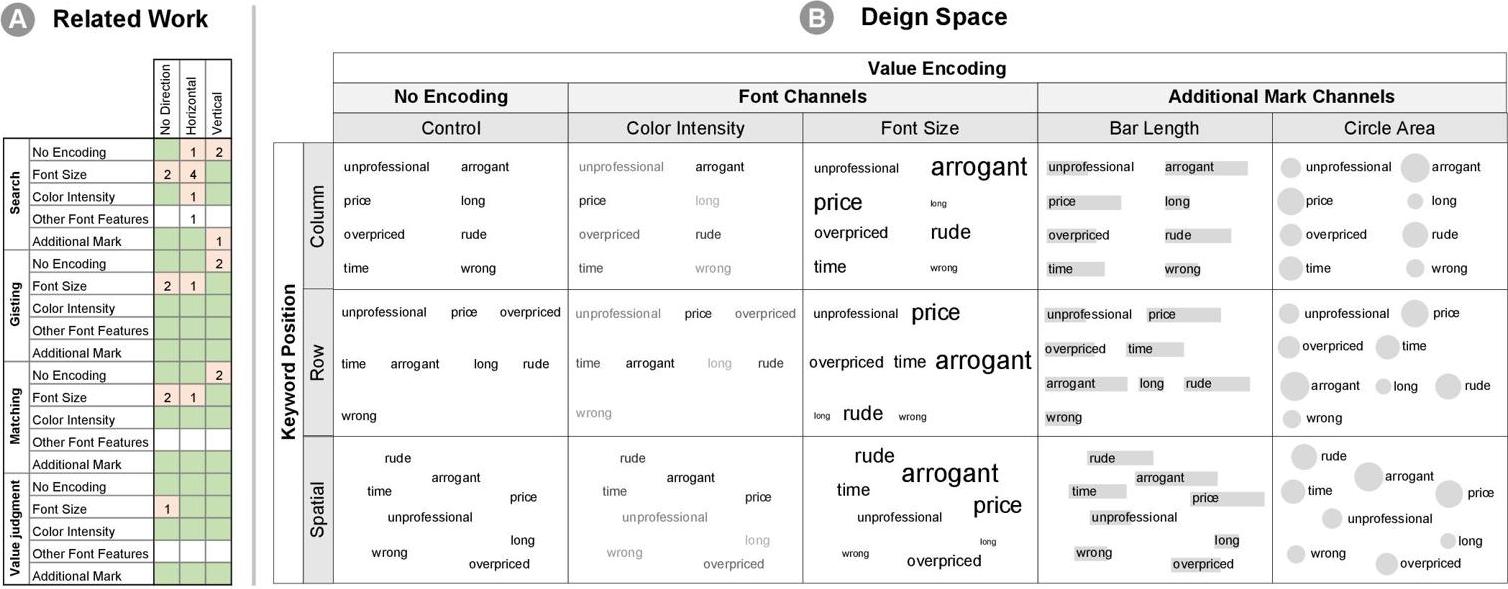 A Related Work
No Direction
Horizontal
Vertical
Search
No Encoding 1 2
Font Size 2 4
Color Intensity 1
Other Font Features 1
Additional Mark 1
Gisting
No Encoding 2
Font Size 2 1
Color Intensity
Other Font Features
Additional Mark
Matching
No Encoding 2
Font Size 2 1
Color Intensity
Other Font Features
Additional Mark
Value judgment
No Encoding
Font Size 1
Color Intensity
Other Font Features
Additional Mark
B Deign Space
Value Encoding
No Encoding Font Channels Additional Mark Channels
Control Color Intensity Font Size Bar Length Circle Area
Keyword Position
Column
unprofessional arrogant
price long
overpriced rude
time wrong
unprofessional arrogant
price long
overpriced rude
time wrong
unprofessional arrogant
price long
overpriced rude
time wrong
unprofessional arrogant
price long
overpriced rude
time wrong
unprofessional arrogant
price long
overpriced rude
time wrong
Row
unprofessional price overpriced
time arrogant long rude
wrong
unprofessional price overpriced
time arrogant long rude
wrong
unprofessional price
overpriced time arrogant
long rude wrong
unprofessional price
overpriced time
arrogant long rude
wrong
unprofessional price
overpriced time
arrogant long rude
wrong
Spatial
rude
arrogant
time
price
unprofessional
long
wrong
overpriced
rude
arrogant
time
price
unprofessional
long
wrong
overpriced
rude
arrogant
time
price
unprofessional
long
wrong
overpriced
rude
arrogant
time
price
unprofessional
long
wrong
overpriced
rude
arrogant
time
price
unprofessional
long
wrong
overpriced